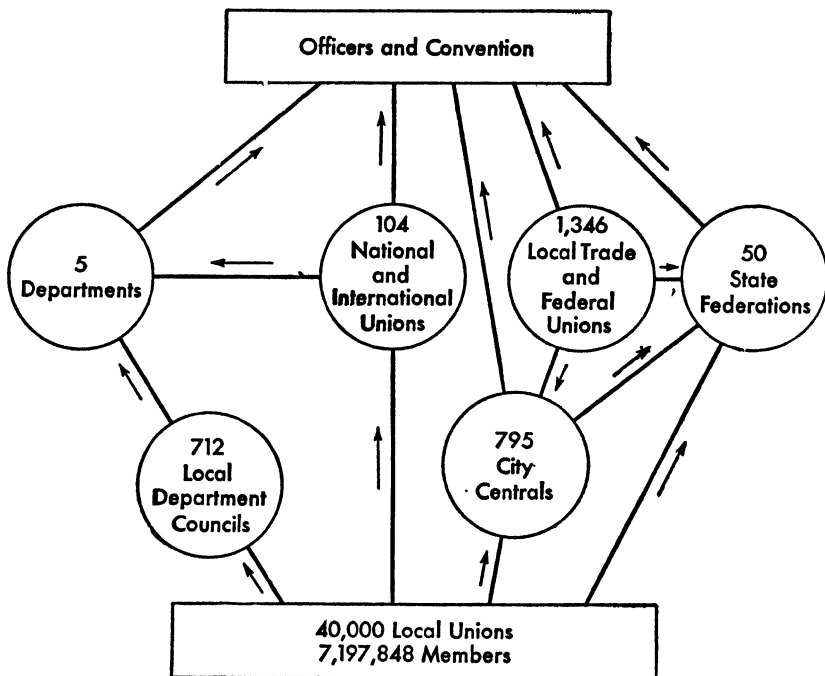 Officers and Convention
5
Departments
104
National
and
International
Unions
1,346
Local Trade
and
Federal
Unions
50
State
Federations
712
Local
Department
Councils
795
City
Centrals
40,000 Local Unions
7,197,848 Members